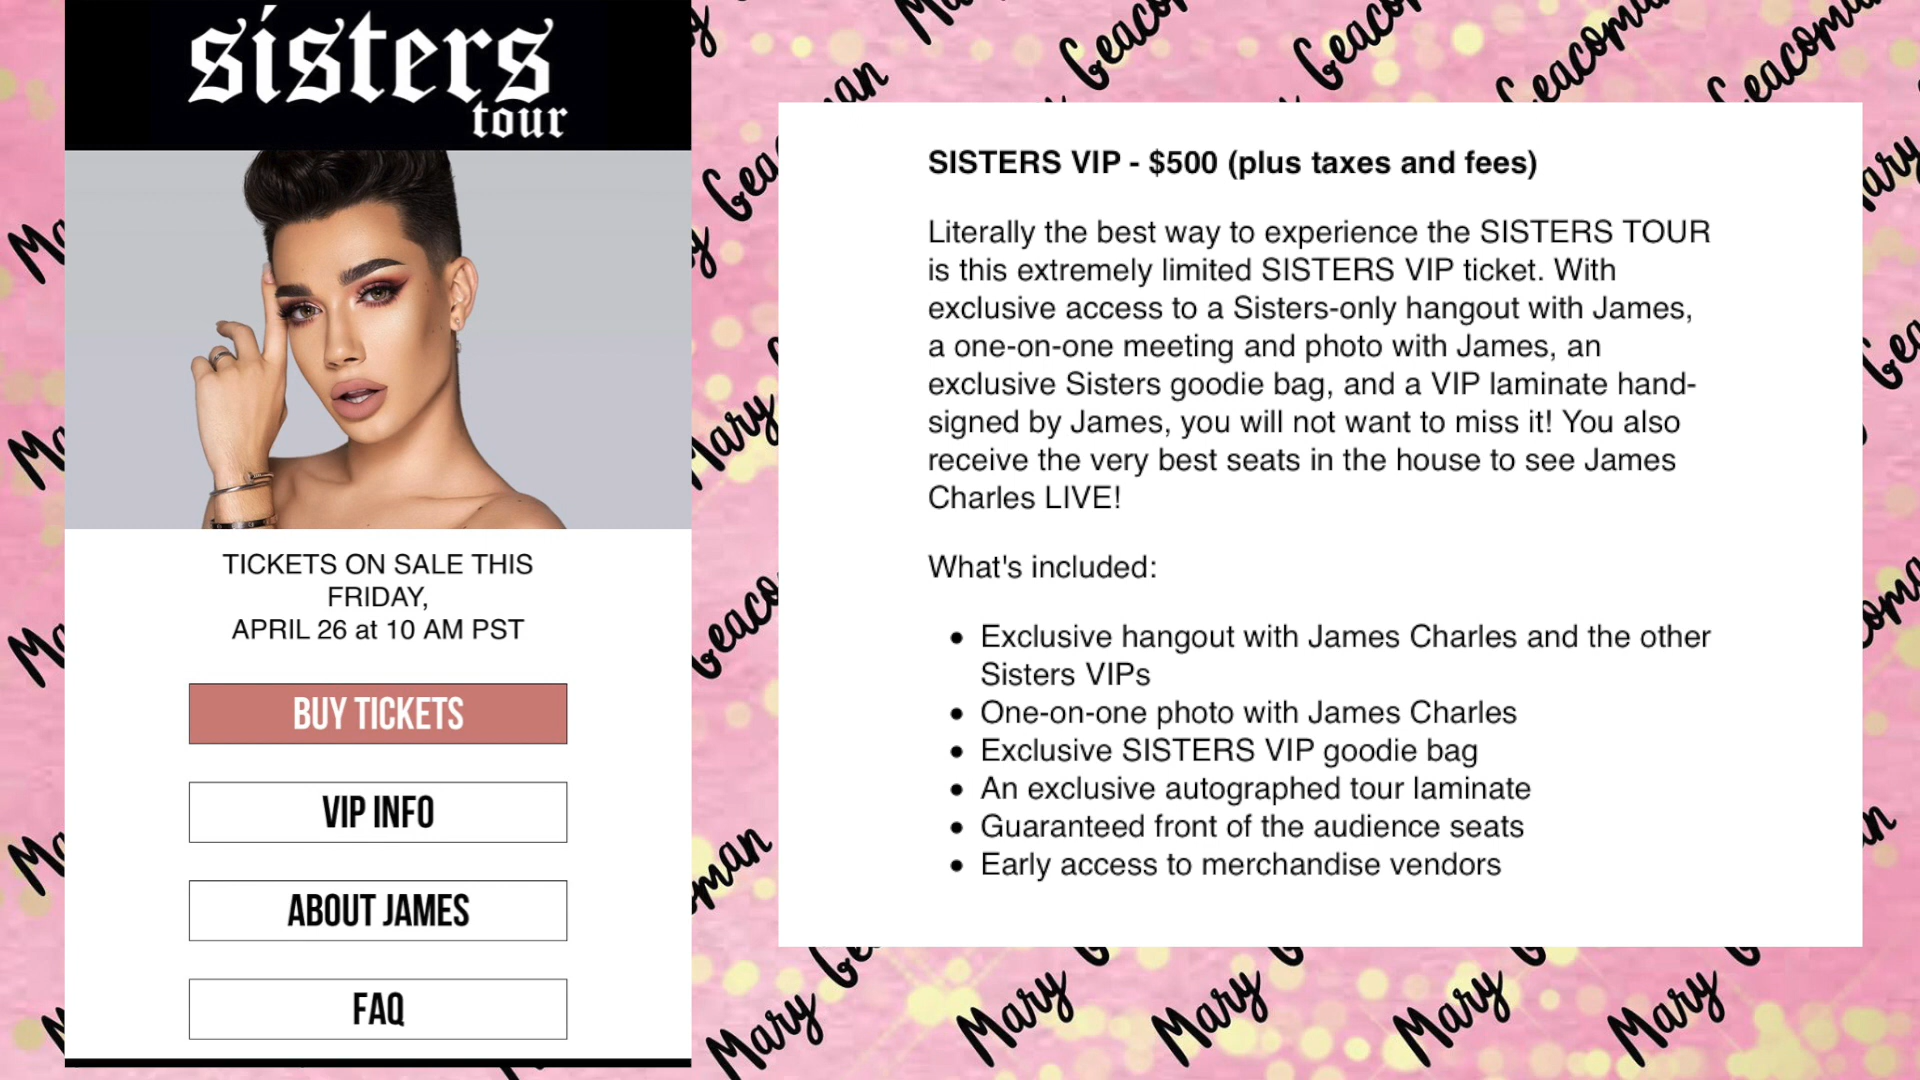 sisters
tour
TICKETS ON SALE THIS
FRIDAY,
APRIL 26 at 10 AM PST
BUY TICKETS
VIP INFO
ABOUT JAMES
FAQ
SISTERS VIP - $500 (plus taxes and fees)
Literally the best way to experience the SISTERS TOUR
is this extremely limited SISTERS VIP ticket. With
exclusive access to a Sisters-only hangout with James,
a one-on-one meeting and photo with James, an
exclusive Sisters goodie bag, and a VIP laminate hand-
signed by James, you will not want to miss it! You also
receive the very best seats in the house to see James
Charles LIVE!
What's included:
• Exclusive hangout with James Charles and the other
Sisters VIPs
• One-on-one photo with James Charles
• Exclusive SISTERS VIP goodie bag
• An exclusive autographed tour laminate
• Guaranteed front of the audience seats
• Early access to merchandise vendors
Mary
Mary
Mary
Mary
Mary